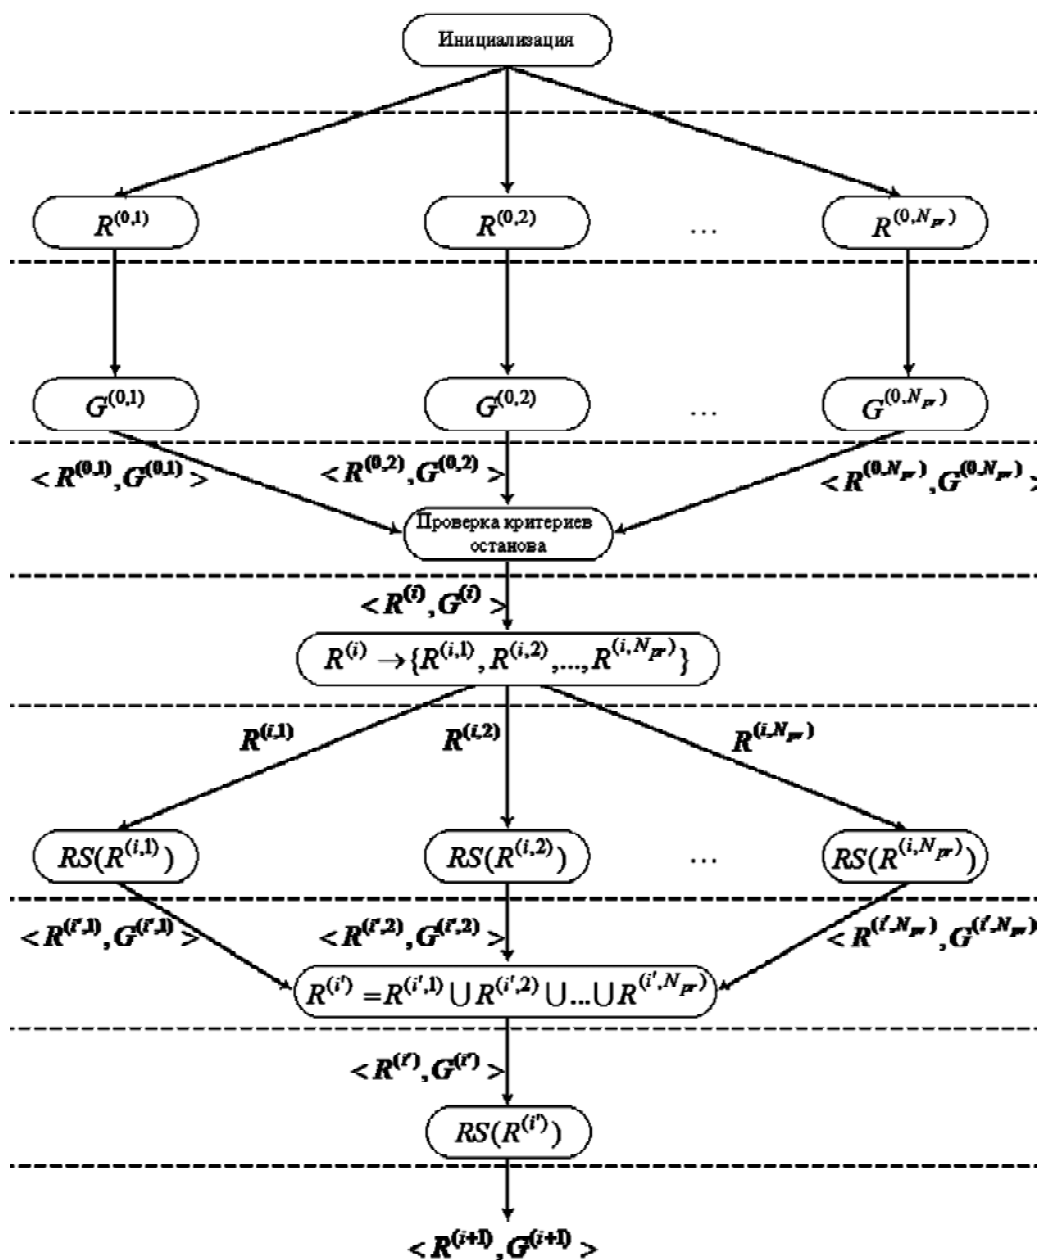 Инициализация
R^(0,1) R^(0,2) ... R^(0,N_pr)
G^(0,1) G^(0,2) ... G^(0,N_pr)
<R^(0,1),G^(0,1)> <R^(0,2),G^(0,2)> <R^(0,N_pr),G^(0,N_pr)>
Проверка критериев
останова
<R^(i),G^(i)>
R^(i) → {R^(i,1), R^(i,2),..., R^(i,N_pr)}
R^(i,1) R^(i,2) R^(i,N_pr)
RS(R^(i,1)) RS(R^(i,2)) ... RS(R^(i,N_pr))
<R^(i',1),G^(i',1)> <R^(i',2),G^(i',2)> <R^(i',N_pr),G^(i',N_pr)
R^(i') = R^(i',1) ∪ R^(i',2) ∪ ... ∪ R^(i',N_pr)
<R^(i'),G^(i')>
RS(R^(i'))
<R^(i+1),G^(i+1)>